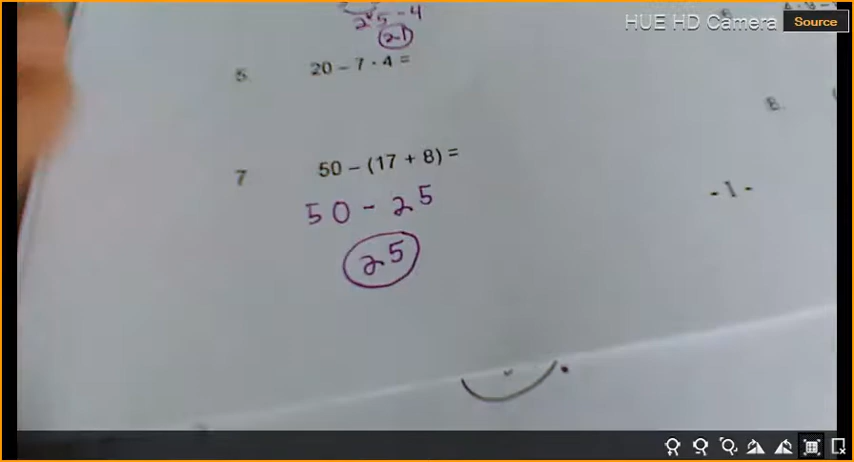 HUE HD Camera Source
25 - 4
21
5 20 – 7 · 4 =
8.
7 50 – (17 + 8) =
- 1 -
50 - 25
25